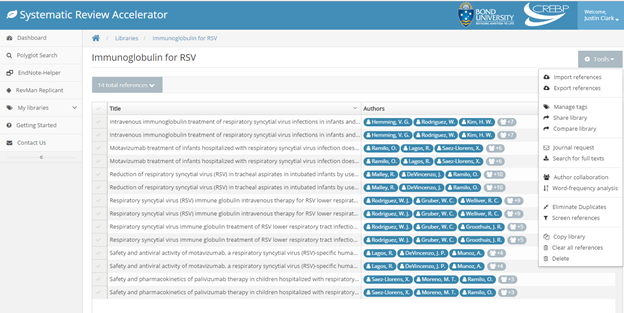 Systematic Review Accelerator
BOND
UNIVERSITY
CREBP
Welcome,
Justin Clark
Dashboard
Polyglot Search
EndNote-Helper
RevMan Replicant
My libraries
Getting Started
Contact Us
Libraries
Immunoglobulin for RSV
Immunoglobulin for RSV
Tools
14 total references
Title
Authors
Intravenous immunoglobulin treatment of respiratory syncytial virus infections in infants and...
Hemming, V. G. Rodriguez, W. Kim, H. W. +7
Intravenous immunoglobulin treatment of respiratory syncytial virus infections in infants and...
Hemming, V. G. Rodriguez, W. Kim, H. W. +7
Motavizumab treatment of infants hospitalized with respiratory syncytial virus infection does...
Ramilo, O. Lagos, R. Saez-Llorens, X. +6
Motavizumab treatment of infants hospitalized with respiratory syncytial virus infection does...
Ramilo, O. Lagos, R. Saez-Llorens, X. +6
Reduction of respiratory syncytial virus (RSV) in tracheal aspirates in intubated infants by use...
Malley, R. DeVincenzo, J. Ramilo, O. +10
Reduction of respiratory syncytial virus (RSV) in tracheal aspirates in intubated infants by use...
Malley, R. DeVincenzo, J. Ramilo, O. +10
Respiratory syncytial virus (RSV) immune globulin intravenous therapy for RSV lower respirat...
Rodriguez, W. J. Gruber, W. C. Welliver, R. C. +9
Respiratory syncytial virus (RSV) immune globulin intravenous therapy for RSV lower respirat...
Rodriguez, W. J. Gruber, W. C. Welliver, R. C. +9
Respiratory syncytial virus immune globulin treatment of RSV lower respiratory tract infectio...
Rodriguez, W. J. Gruber, W. C. Groothuis, J. R. +5
Respiratory syncytial virus immune globulin treatment of RSV lower respiratory tract infectio...
Rodriguez, W. J. Gruber, W. C. Groothuis, J. R. +5
Safety and antiviral activity of motavizumab, a respiratory syncytial virus (RSV)-specific huma...
Lagos, R. DeVincenzo, J. P. Munoz, A. +4
Safety and antiviral activity of motavizumab, a respiratory syncytial virus (RSV)-specific huma...
Lagos, R. DeVincenzo, J. P. Munoz, A. +4
Safety and pharmacokinetics of palivizumab therapy in children hospitalized with respiratory...
Saez-Llorens, X. Moreno, M. T. Ramilo, O. +3
Safety and pharmacokinetics of palivizumab therapy in children hospitalized with respiratory...
Saez-Llorens, X. Moreno, M. T. Ramilo, O. +3
Import references
Export references
Manage tags
Share library
Compare library
Journal request
Search for full texts
Author collaboration
Word-frequency analysis
Eliminate Duplicates
Screen references
Copy library
Clear all references
Delete